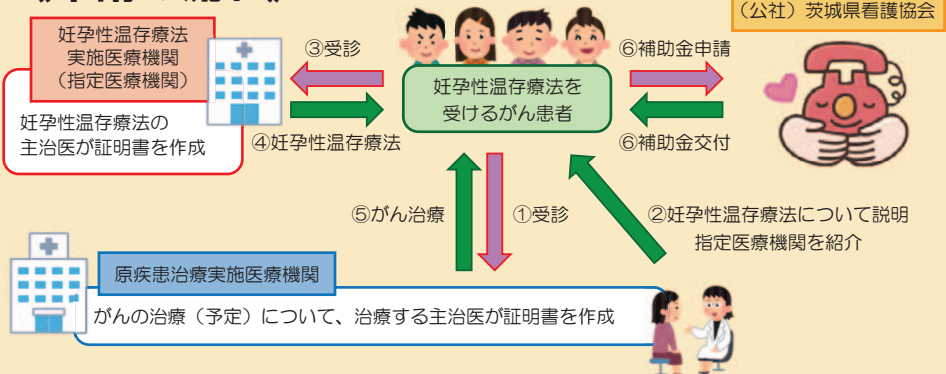 （公社）茨城県看護協会
妊孕性温存療法
実施医療機関
（指定医療機関）
妊孕性温存療法の
主治医が証明書を作成
③受診
④妊孕性温存療法
妊孕性温存療法を
受けるがん患者
⑥補助金申請
⑥補助金交付
⑤がん治療
①受診
②妊孕性温存療法について説明
指定医療機関を紹介
原疾患治療実施医療機関
がんの治療（予定）について、治療する主治医が証明書を作成